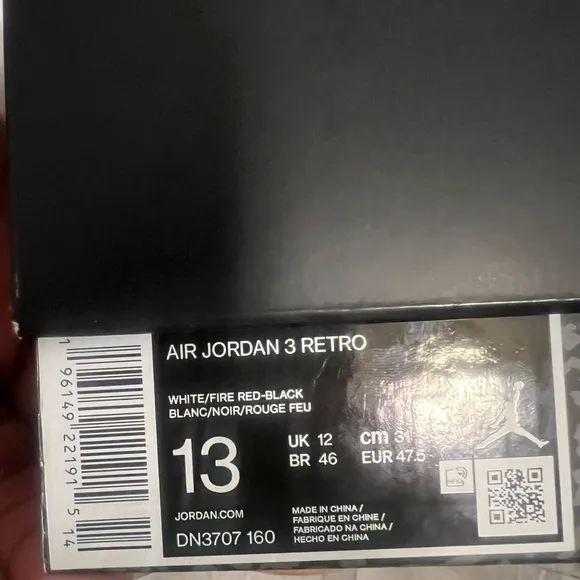 AIR JORDAN 3 RETRO
WHITE/FIRE RED-BLACK
BLANC/NOIR/ROUGE FEU
13
UK 12 cm 31
BR 46 EUR 47.5
JORDAN.COM
DN3707 160
MADE IN CHINA /
FABRIQUE EN CHINE /
FABRICADO NA CHINA /
HECHO EN CHINA
1 96149 22191 5 14